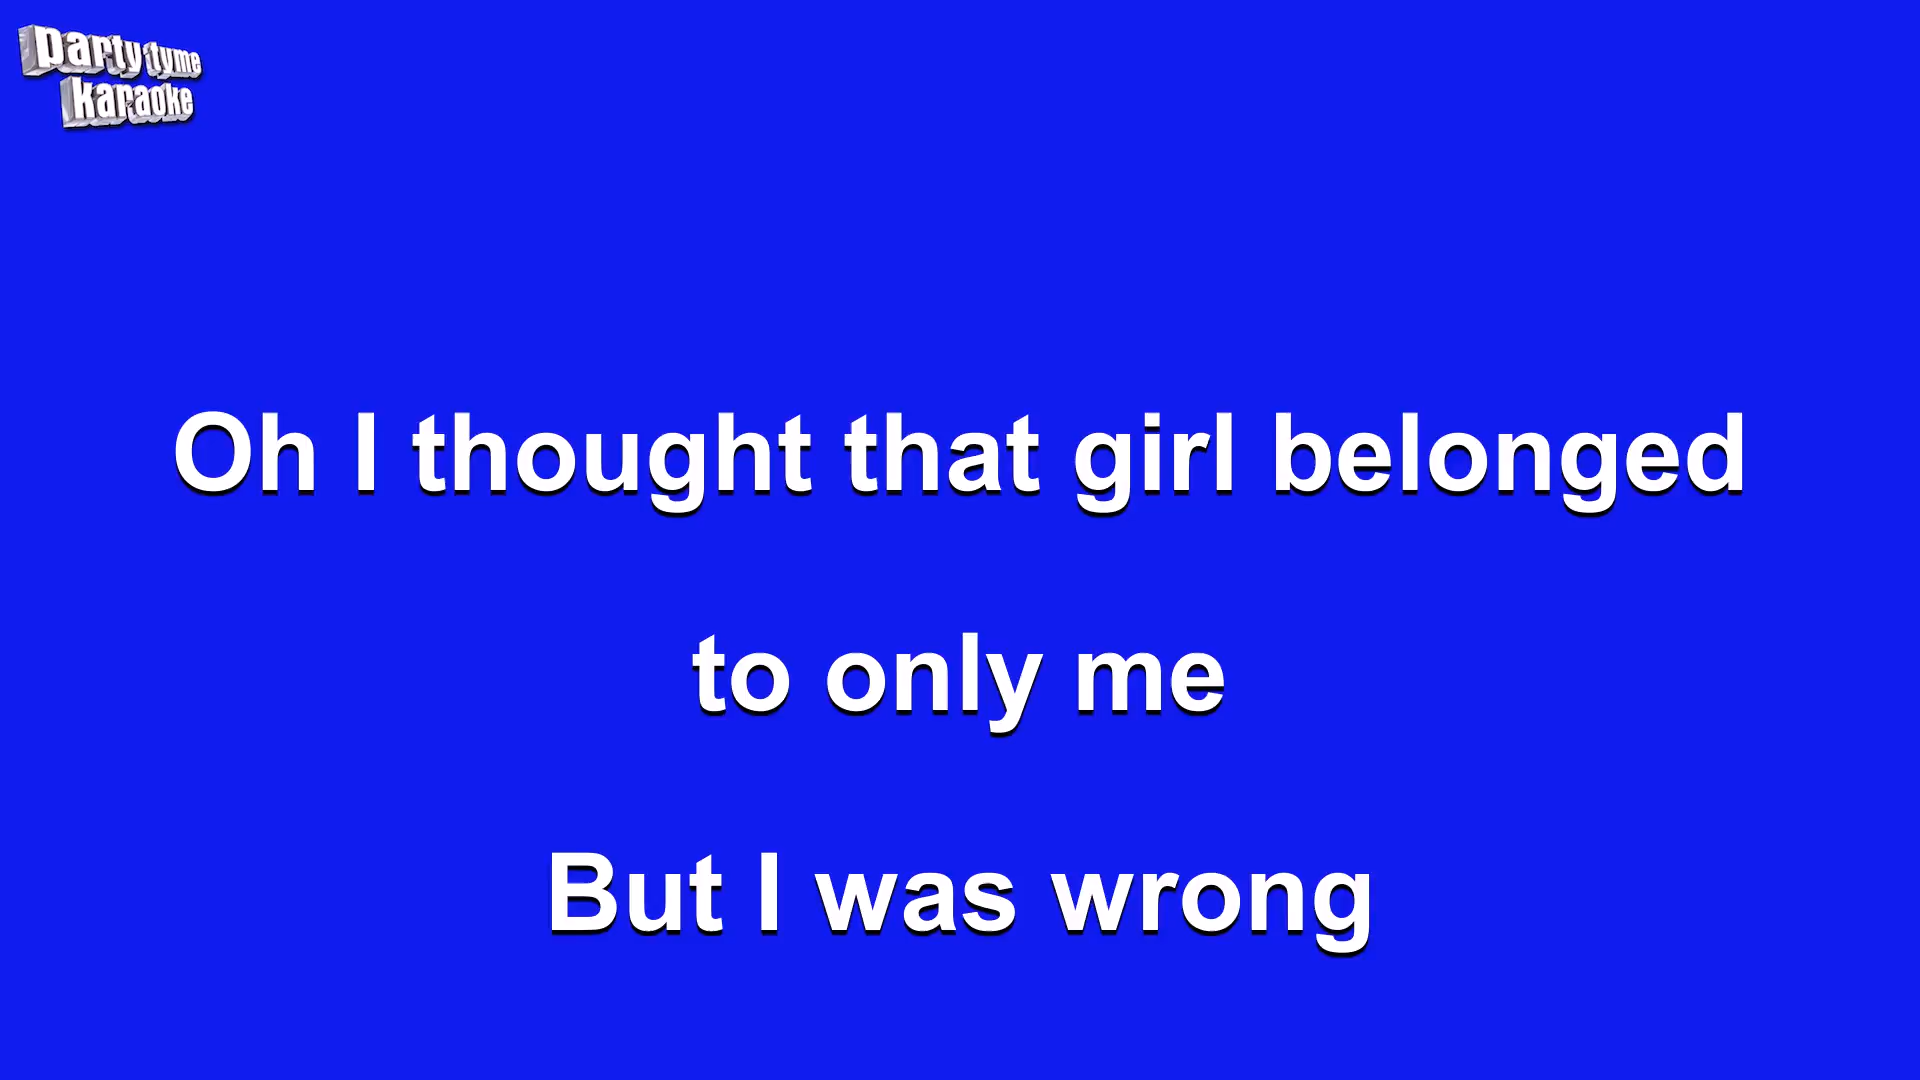 party tyme
karaoke
Oh I thought that girl belonged
to only me
But I was wrong